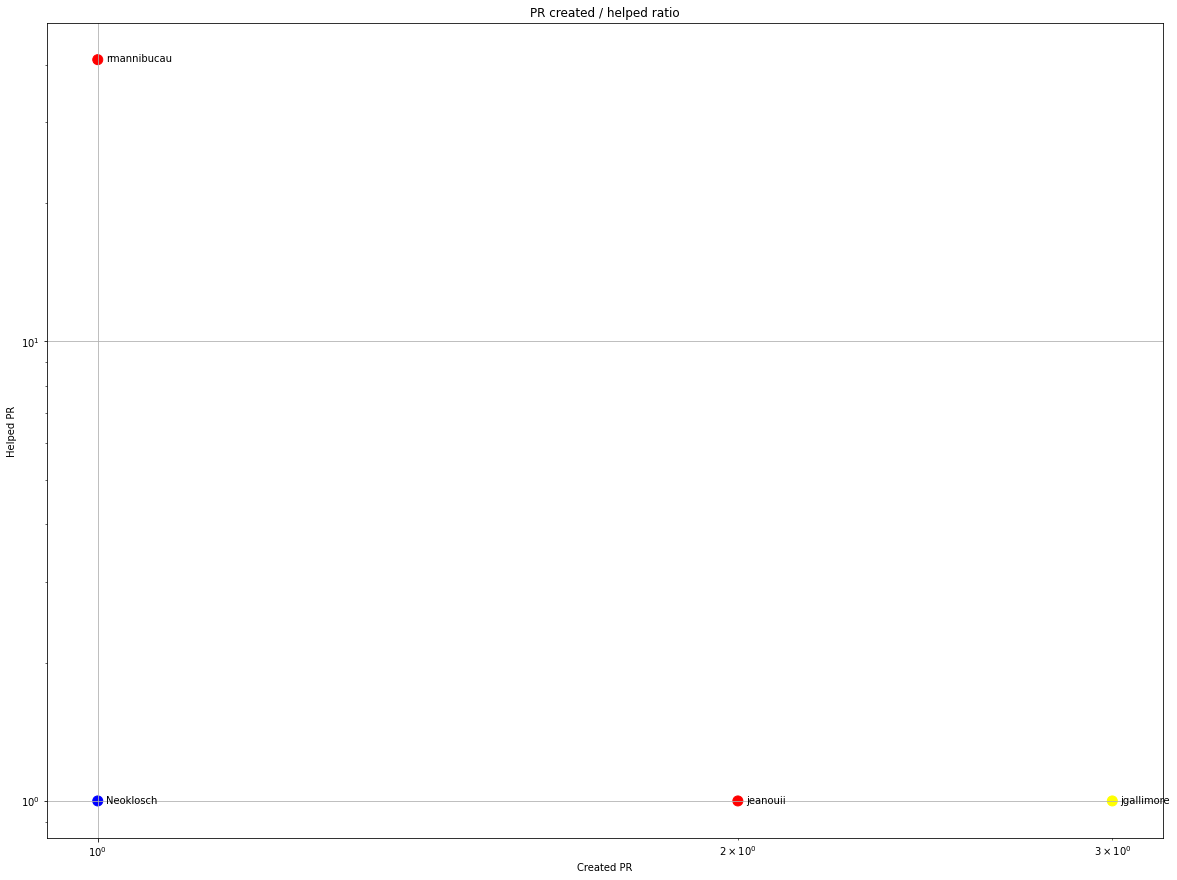 PR created / helped ratio
rmannibucau
10¹
Helped PR
10⁰
Neoklosch
jeanouii
jgallimore
10⁰
2 × 10⁰
3 × 10⁰
Created PR